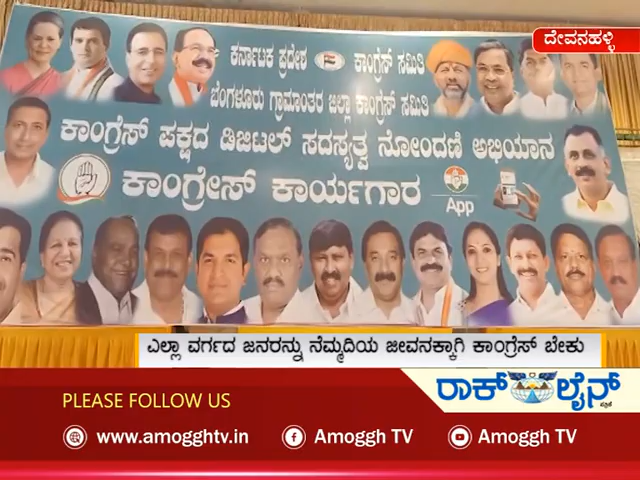 ದೇವನಹಳ್ಳಿ
ಕರ್ನಾಟಕ ಪ್ರದೇಶ ಕಾಂಗ್ರೆಸ್ ಸಮಿತಿ
ಬೆಂಗಳೂರು ಗ್ರಾಮಾಂತರ ಜಿಲ್ಲಾ ಕಾಂಗ್ರೆಸ್ ಸಮಿತಿ
ಕಾಂಗ್ರೆಸ್ ಪಕ್ಷದ ಡಿಜಿಟಲ್ ಸದಸ್ಯತ್ವ ನೋಂದಣಿ ಅಭಿಯಾನ
ಕಾಂಗ್ರೇಸ್ ಕಾರ್ಯಗಾರ
App
ಎಲ್ಲಾ ವರ್ಗದ ಜನರನ್ನು ನೆಮ್ಮದಿಯ ಜೀವನಕ್ಕಾಗಿ ಕಾಂಗ್ರೆಸ್ ಬೇಕು
ರಾಕ್ ಲೈನ್ಸ್
PLEASE FOLLOW US
www.amogghtv.in Amoggh TV Amoggh TV